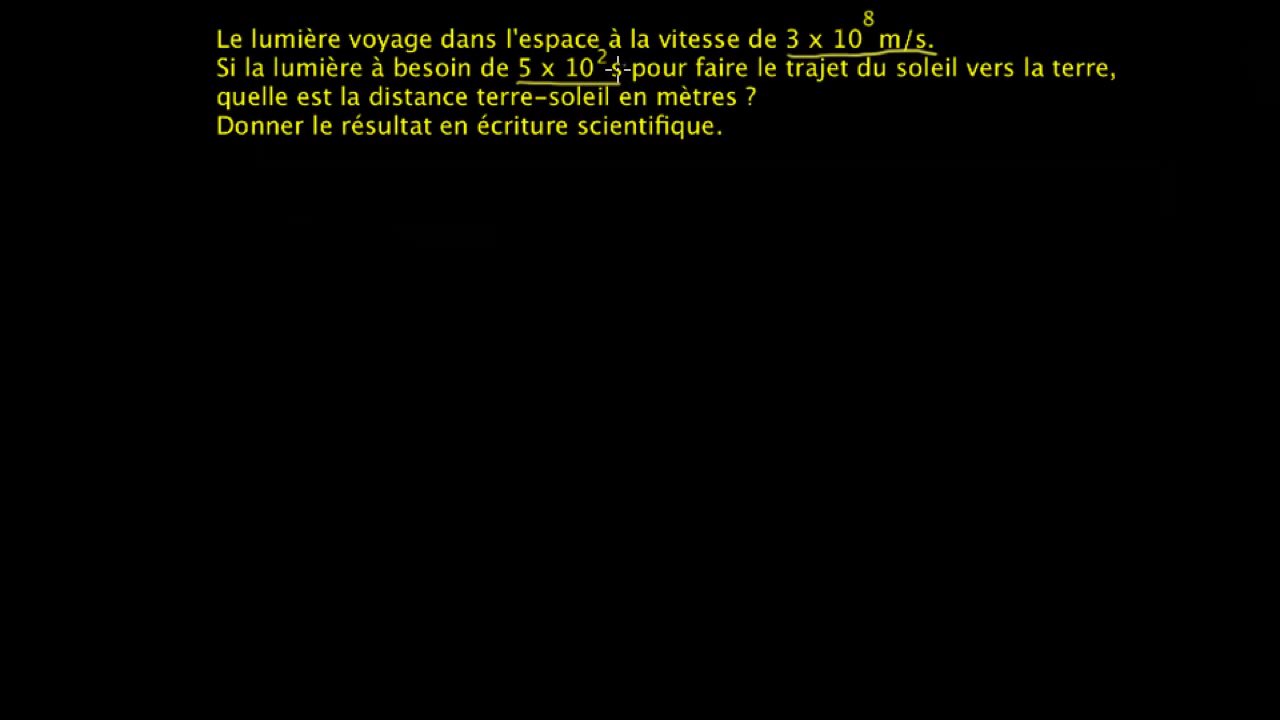 Le lumière voyage dans l'espace à la vitesse de 3 x 10⁸ m/s.
Si la lumière à besoin de 5 x 10² s pour faire le trajet du soleil vers la terre,
quelle est la distance terre-soleil en mètres ?
Donner le résultat en écriture scientifique.